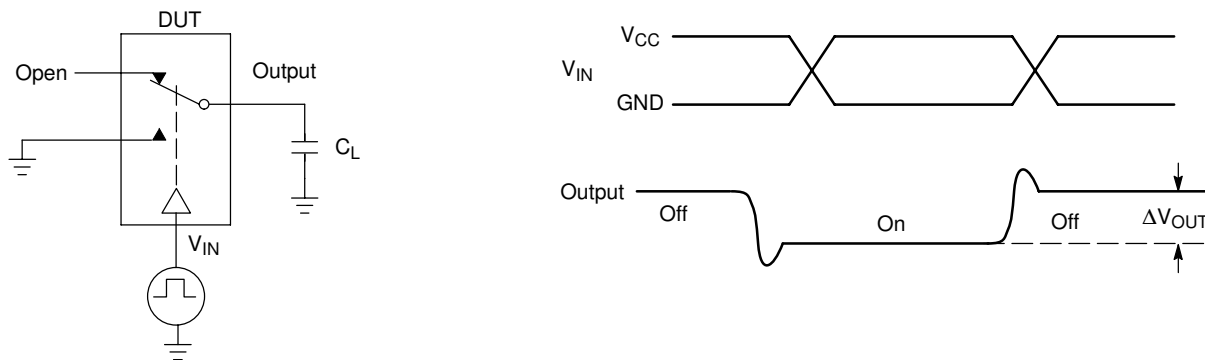 DUT
Open
Output
C_L
V_IN
V_CC
V_IN
GND
Output
Off
On
Off
ΔV_OUT